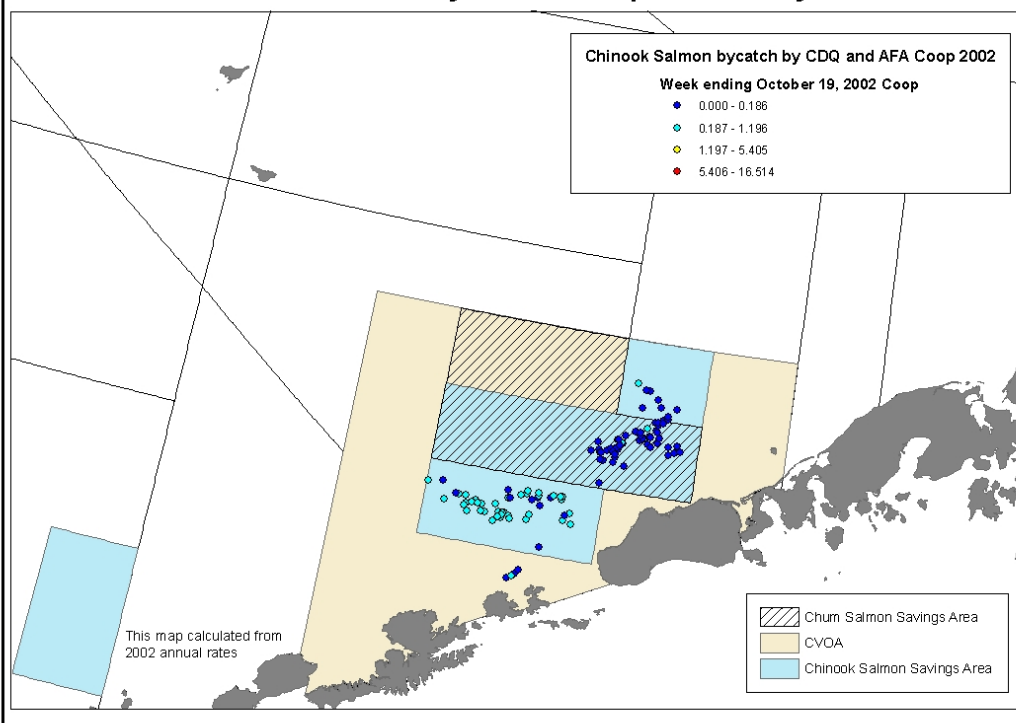 Chinook Salmon bycatch by CDQ and AFA Coop 2002
Week ending October 19, 2002 Coop
0.000 - 0.186
0.187 - 1.196
1.197 - 5.405
5.406 - 16.514
This map calculated from
2002 annual rates
Chum Salmon Savings Area
CVOA
Chinook Salmon Savings Area